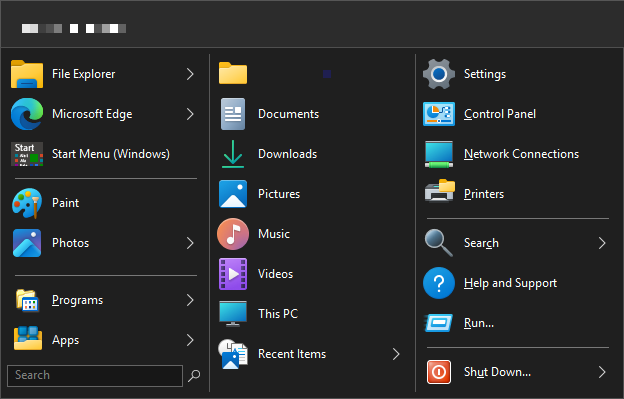 File Explorer
Microsoft Edge
Start
Start Menu (Windows)
Paint
Photos
Programs
Apps
Search
Documents
Downloads
Pictures
Music
Videos
This PC
Recent Items
Settings
Control Panel
Network Connections
Printers
Search
Help and Support
Run...
Shut Down...